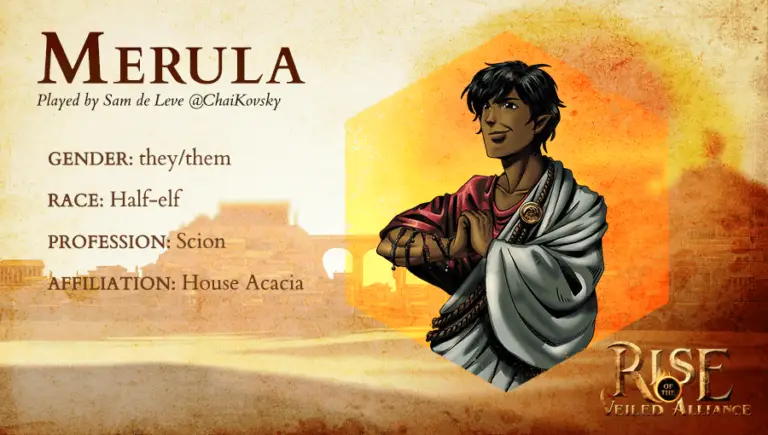 MERULA
Played by Sam de Leve @ChaiKovsky
GENDER: they/them
RACE: Half-elf
PROFESSION: Scion
AFFILIATION: House Acacia
RISE
OF THE
VEILED ALLIANCE